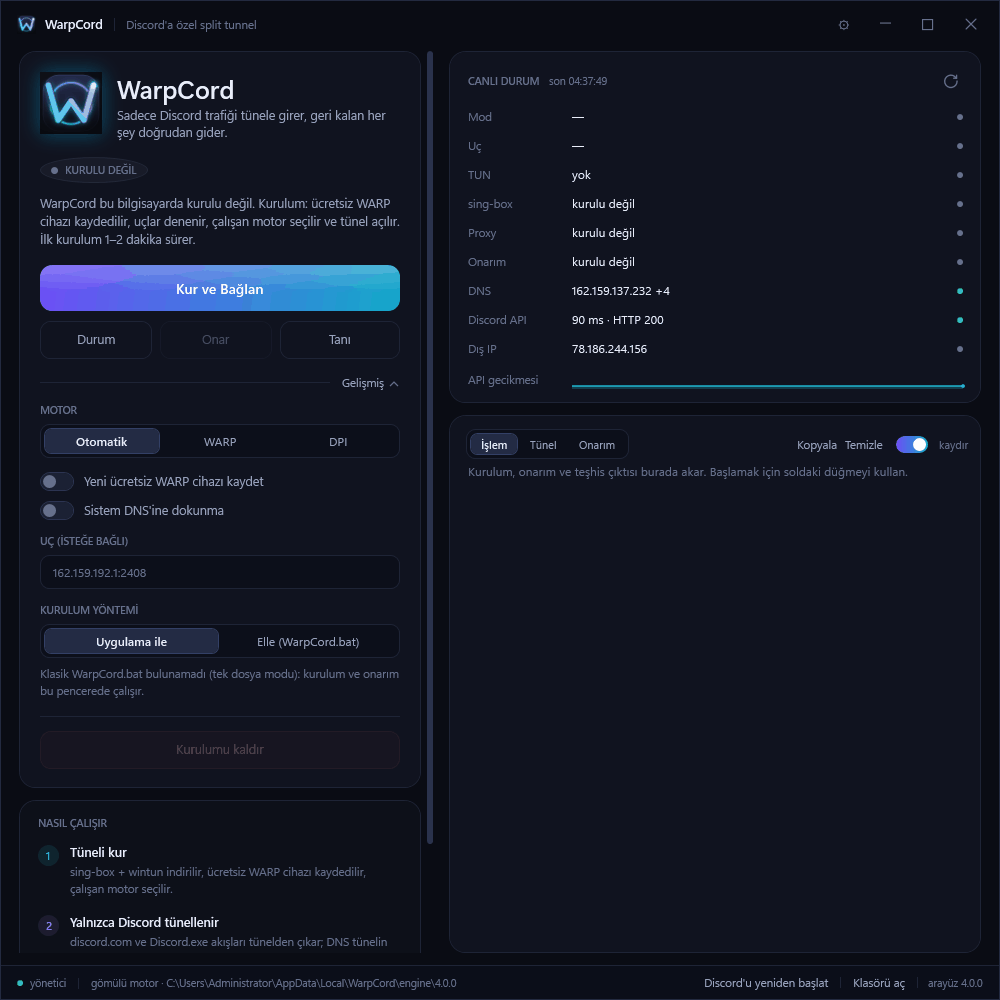 WarpCord
Discord'a özel split tunnel
WarpCord
Sadece Discord trafiği tünele girer, geri kalan her
şey doğrudan gider.
KURULU DEĞİL
WarpCord bu bilgisayarda kurulu değil. Kurulum: ücretsiz WARP
cihazı kaydedilir, uçlar denenir, çalışan motor seçilir ve tünel açılır.
İlk kurulum 1–2 dakika sürer.
Kur ve Bağlan
Durum
Onar
Tanı
Gelişmiş
MOTOR
Otomatik
WARP
DPI
Yeni ücretsiz WARP cihazı kaydet
Sistem DNS'ine dokunma
UÇ (İSTEĞE BAĞLI)
162.159.192.1:2408
KURULUM YÖNTEMİ
Uygulama ile
Elle (WarpCord.bat)
Klasik WarpCord.bat bulunamadı (tek dosya modu): kurulum ve onarım
bu pencerede çalışır.
Kurulumu kaldır
NASIL ÇALIŞIR
1 Tüneli kur
sing-box + wintun indirilir, ücretsiz WARP cihazı kaydedilir,
çalışan motor seçilir.
2 Yalnızca Discord tünellenir
discord.com ve Discord.exe akışları tünelden çıkar; DNS tünelin
CANLI DURUM son 04:37:49
Mod —
Uç —
TUN yok
sing-box kurulu değil
Proxy kurulu değil
Onarım kurulu değil
DNS 162.159.137.232 +4
Discord API 90 ms · HTTP 200
Dış IP 78.186.244.156
API gecikmesi
İşlem
Tünel
Onarım
Kopyala
Temizle
kaydır
Kurulum, onarım ve teşhis çıktısı burada akar. Başlamak için soldaki düğmeyi kullan.
yönetici
gömülü motor · C:\Users\Administrator\AppData\Local\WarpCord\engine\4.0.0
Discord'u yeniden başlat
Klasörü aç
arayüz 4.0.0